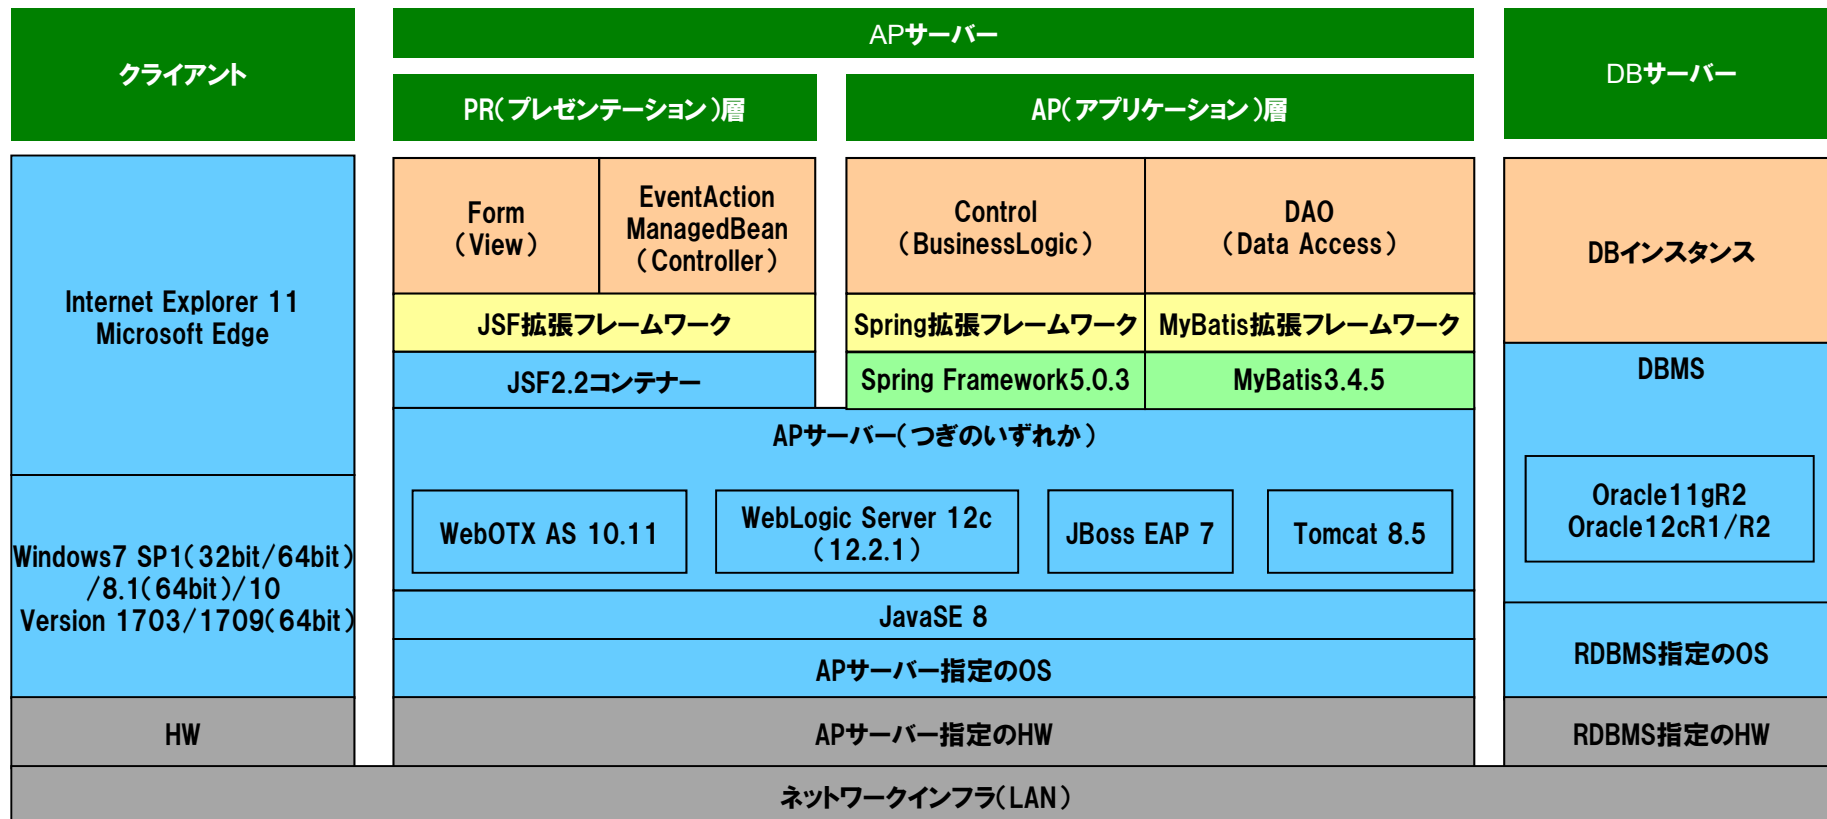 クライアント
APサーバー
DBサーバー
PR(プレゼンテーション)層
AP(アプリケーション)層
Internet Explorer 11
Microsoft Edge
Windows7 SP1(32bit/64bit)
/8.1(64bit)/10
Version 1703/1709(64bit)
HW
Form
(View)
EventAction
ManagedBean
(Controller)
Control
(BusinessLogic)
DAO
(Data Access)
JSF拡張フレームワーク
Spring拡張フレームワーク
MyBatis拡張フレームワーク
JSF2.2コンテナー
Spring Framework5.0.3
MyBatis3.4.5
APサーバー(つぎのいずれか)
WebOTX AS 10.11
WebLogic Server 12c
(12.2.1)
JBoss EAP 7
Tomcat 8.5
JavaSE 8
APサーバー指定のOS
APサーバー指定のHW
DBインスタンス
DBMS
Oracle11gR2
Oracle12cR1/R2
RDBMS指定のOS
RDBMS指定のHW
ネットワークインフラ(LAN)